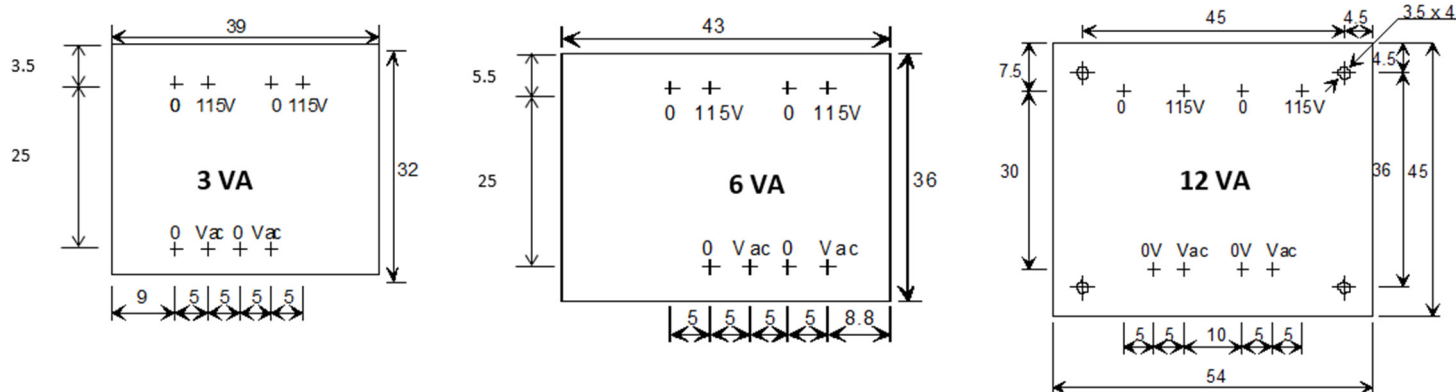 39
3.5
0 115V 0 115V
25
3 VA
32
0 Vac 0 Vac
9 5 5 5 5
43
5.5
0 115V 0 115V
25
6 VA
36
0 Vac 0 Vac
5 5 5 5 8.8
45 4.5 3.5 x 4
7.5 4.5
0 115V 0 115V
30
12 VA
36 45
0V Vac 0V Vac
5 5 10 5 5
54